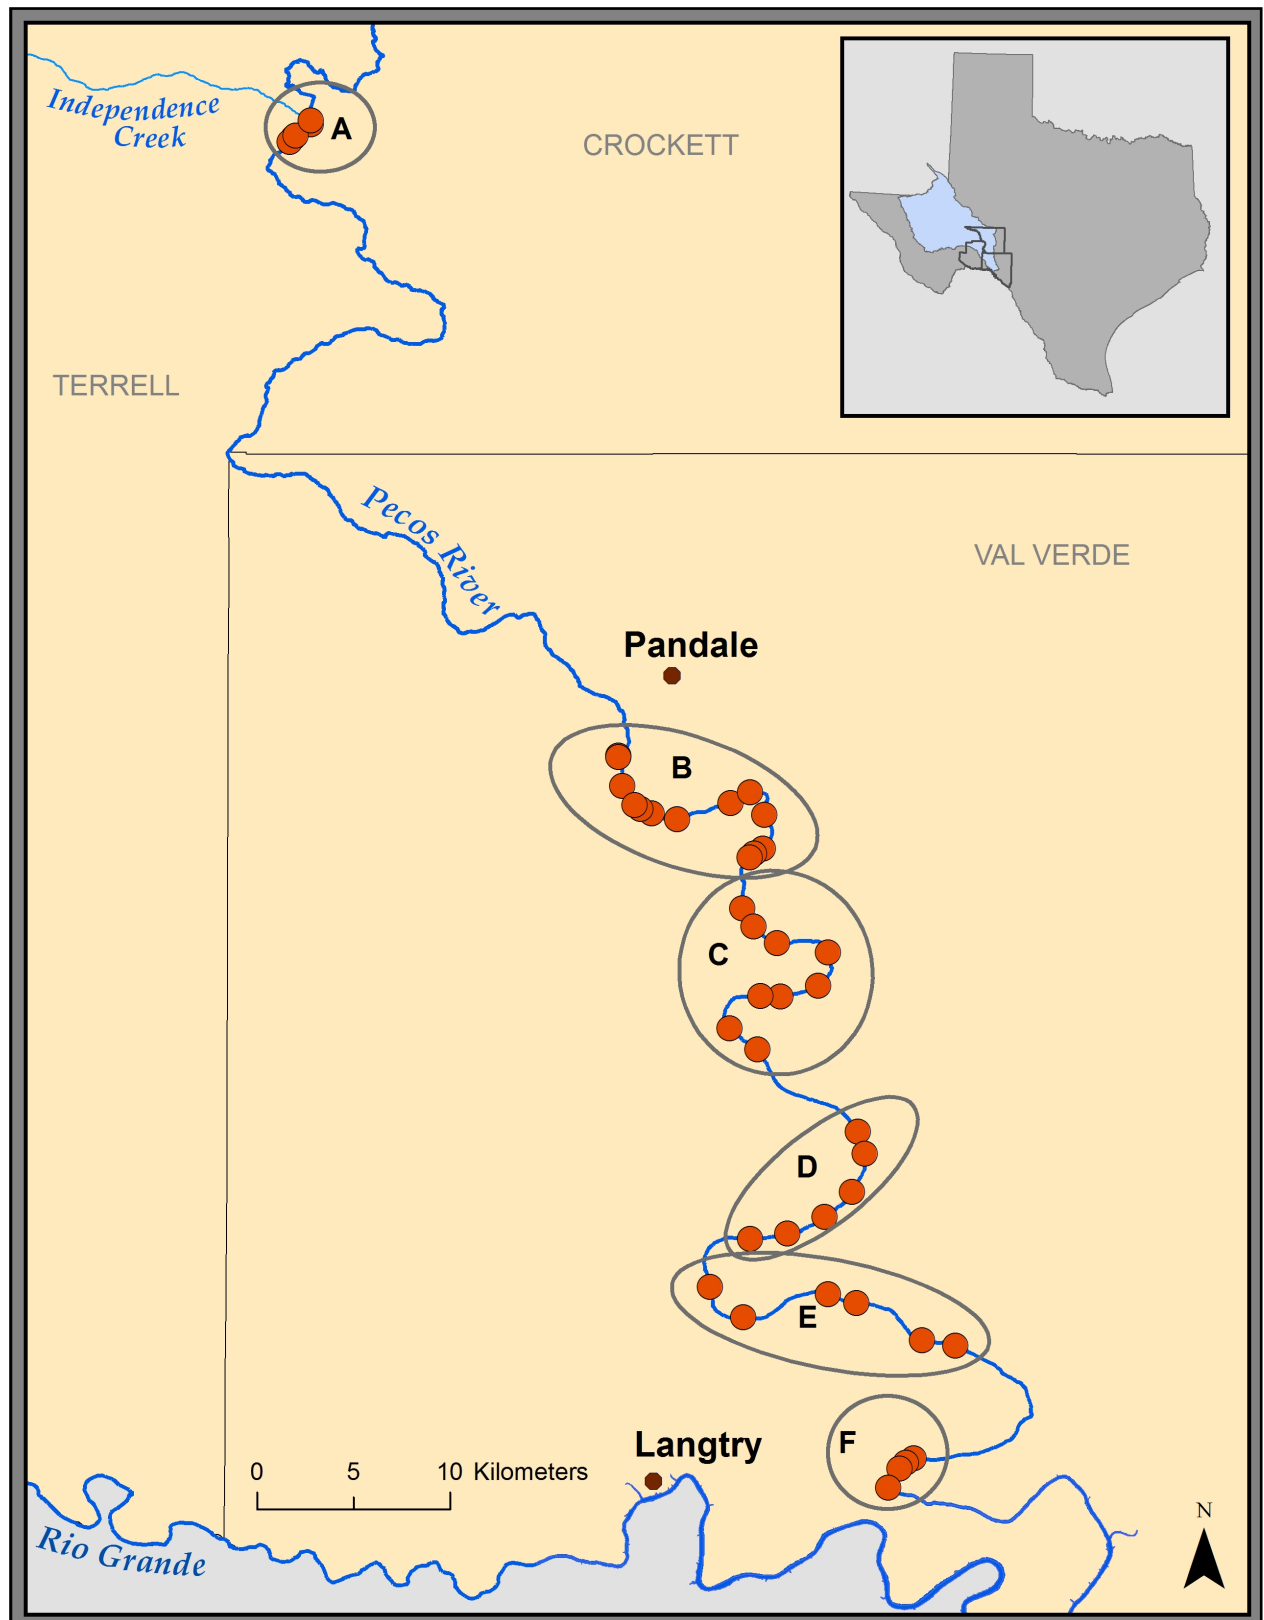 Independence
Creek
A
CROCKETT
TERRELL
Pecos River
VAL VERDE
Pandale
B
C
D
E
F
Langtry
0 5 10 Kilometers
N
Rio Grande